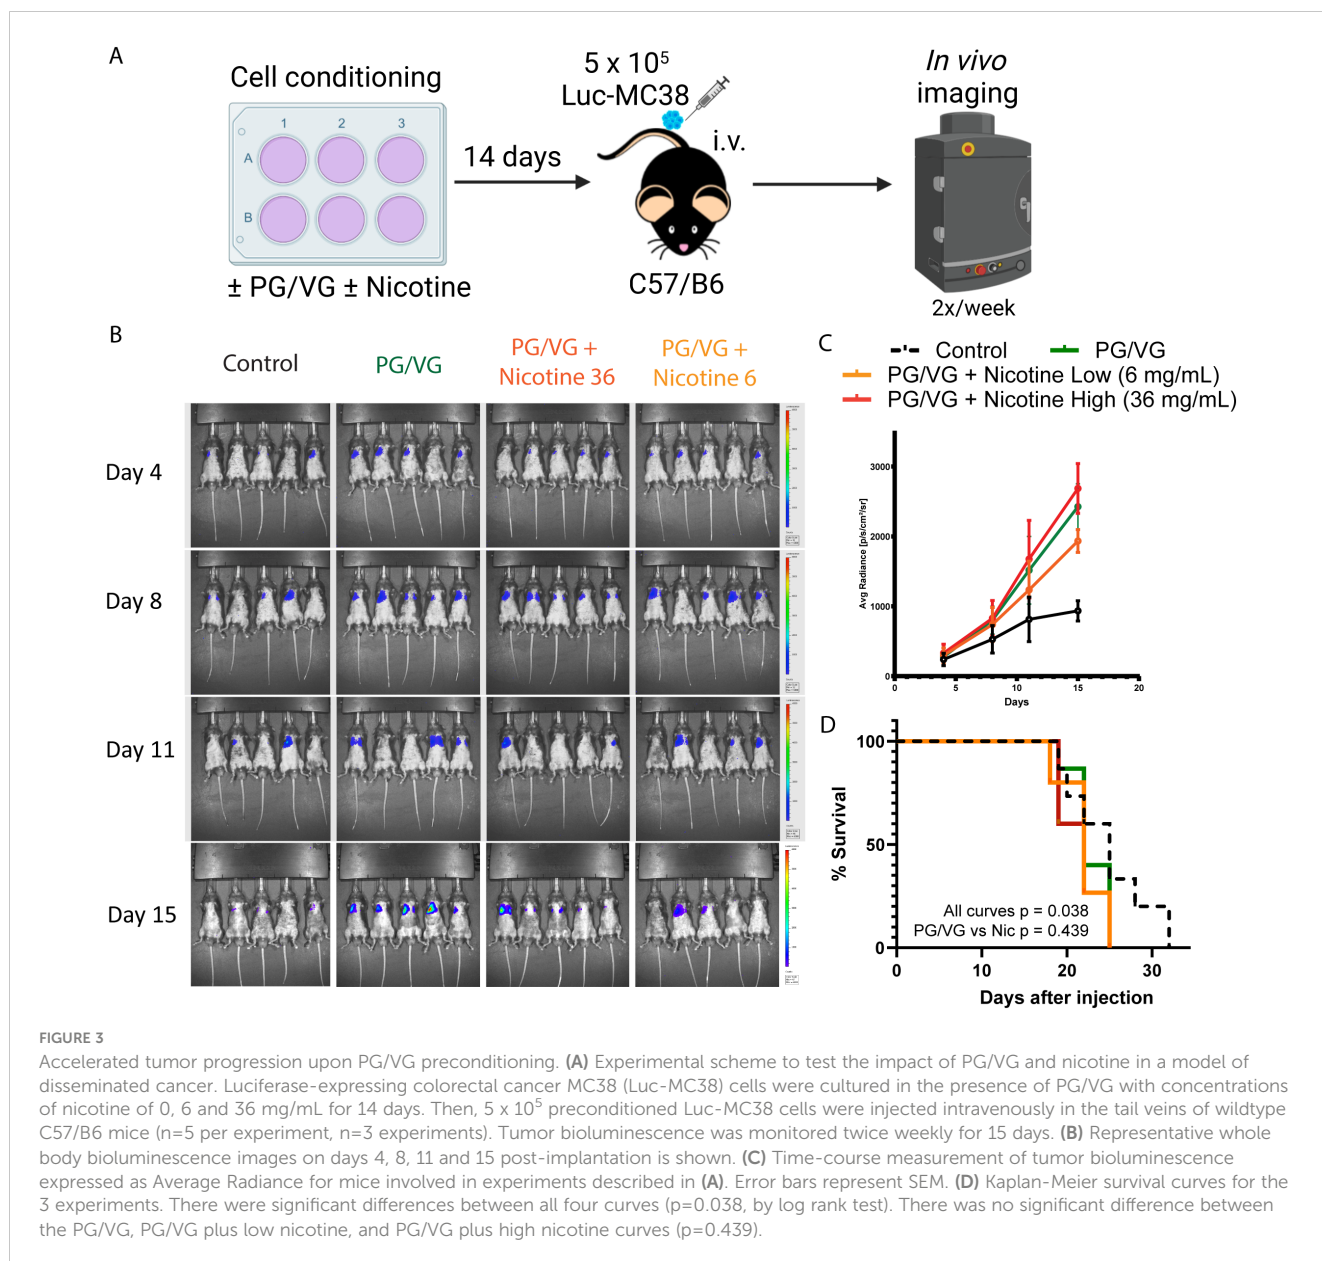 A
Cell conditioning
1 2 3
A
B
± PG/VG ± Nicotine
14 days
5 x 10⁵
Luc-MC38
i.v.
C57/B6
In vivo
imaging
2x/week
B
Control
PG/VG
PG/VG +
Nicotine 36
PG/VG +
Nicotine 6
Day 4
Day 8
Day 11
Day 15
C
Control
PG/VG
PG/VG + Nicotine Low (6 mg/mL)
PG/VG + Nicotine High (36 mg/mL)
Avg Radiance [p/s/cm²/sr]
3000
2000
1000
0
0 5 10 15 20
Days
D
% Survival
100
50
0
All curves p = 0.038
PG/VG vs Nic p = 0.439
0 10 20 30
Days after injection
FIGURE 3
Accelerated tumor progression upon PG/VG preconditioning. (A) Experimental scheme to test the impact of PG/VG and nicotine in a model of
disseminated cancer. Luciferase-expressing colorectal cancer MC38 (Luc-MC38) cells were cultured in the presence of PG/VG with concentrations
of nicotine of 0, 6 and 36 mg/mL for 14 days. Then, 5 x 10⁵ preconditioned Luc-MC38 cells were injected intravenously in the tail veins of wildtype
C57/B6 mice (n=5 per experiment, n=3 experiments). Tumor bioluminescence was monitored twice weekly for 15 days. (B) Representative whole
body bioluminescence images on days 4, 8, 11 and 15 post-implantation is shown. (C) Time-course measurement of tumor bioluminescence
expressed as Average Radiance for mice involved in experiments described in (A). Error bars represent SEM. (D) Kaplan-Meier survival curves for the
3 experiments. There were significant differences between all four curves (p=0.038, by log rank test). There was no significant difference between
the PG/VG, PG/VG plus low nicotine, and PG/VG plus high nicotine curves (p=0.439).